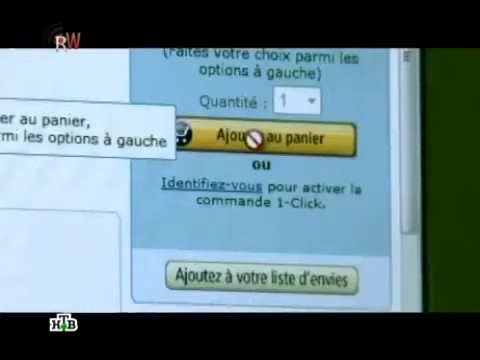 RW
(Faites votre choix parmi les
options à gauche)
Quantité : 1
er au panier,
rmi les options à gauche
Ajou au panier
ou
Identifiez-vous pour activer la
commande 1-Click.
Ajoutez à votre liste d'envies
НТВ